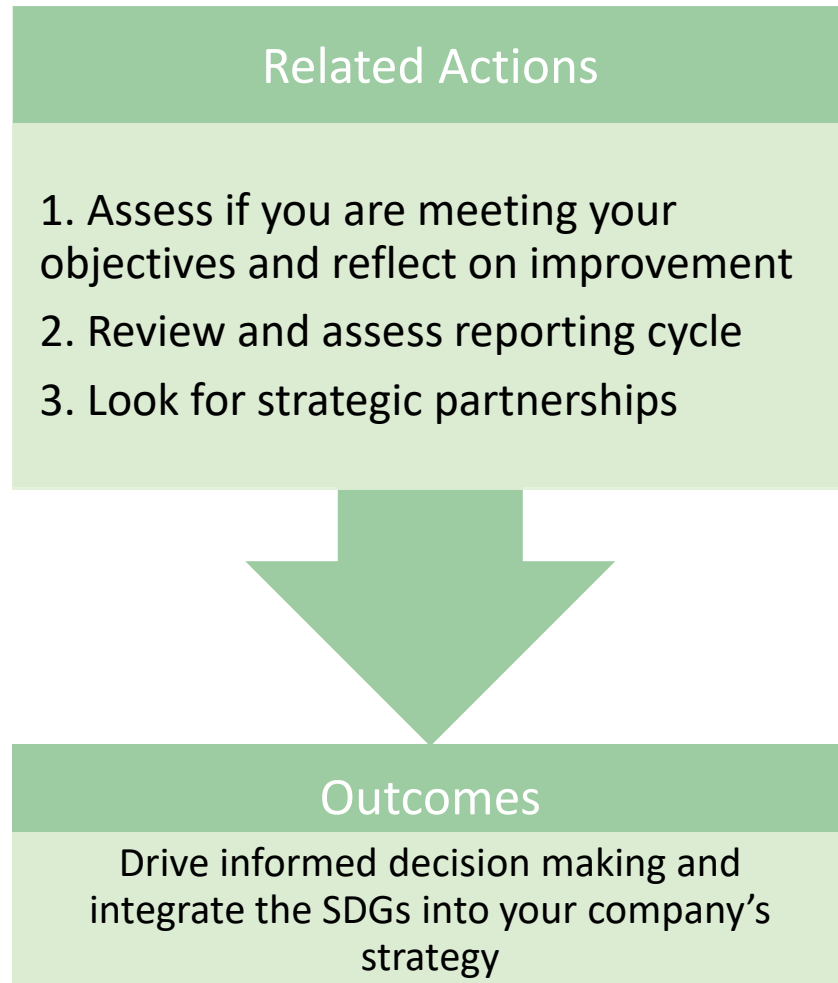 Related Actions
1. Assess if you are meeting your
objectives and reflect on improvement
2. Review and assess reporting cycle
3. Look for strategic partnerships
Outcomes
Drive informed decision making and
integrate the SDGs into your company’s
strategy